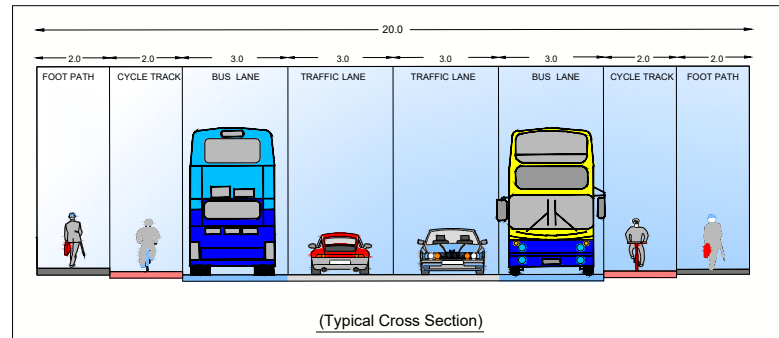 20.0
2.0 2.0 3.0 3.0 3.0 3.0 2.0 2.0
FOOT PATH CYCLE TRACK BUS LANE TRAFFIC LANE TRAFFIC LANE BUS LANE CYCLE TRACK FOOT PATH
(Typical Cross Section)